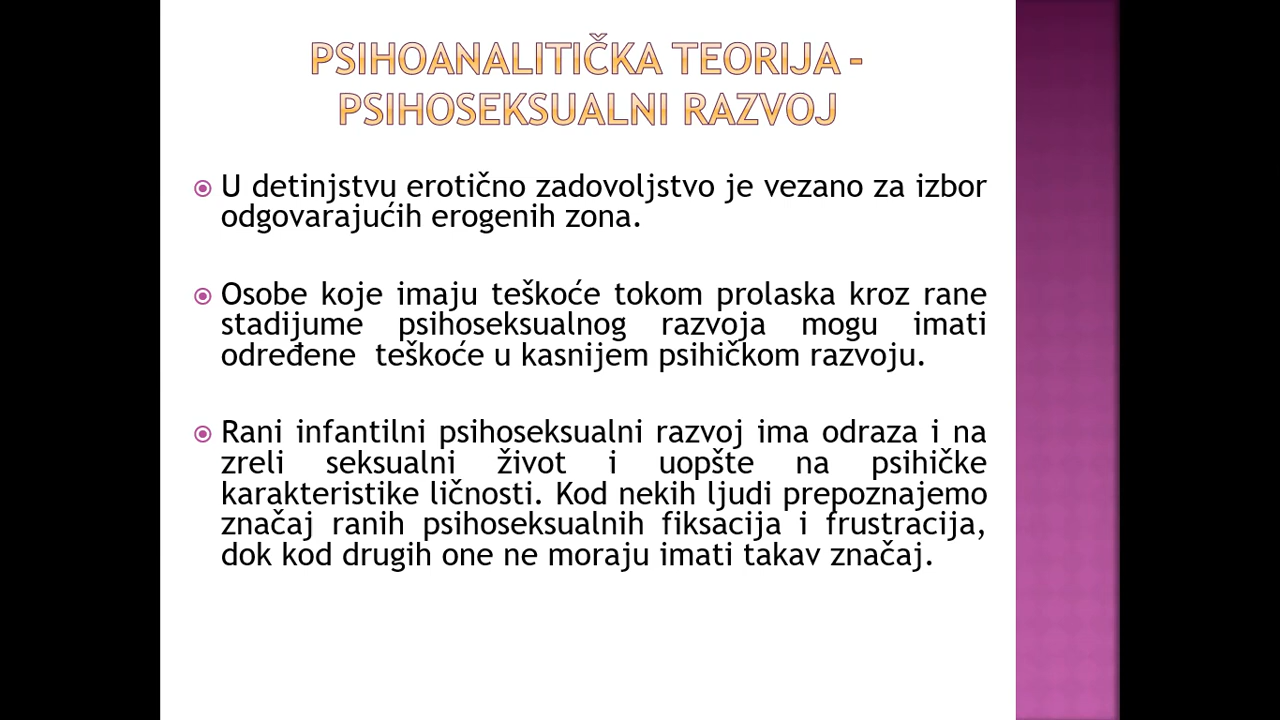 PSIHOANALITIČKA TEORIJA -
PSIHOSEKSUALNI RAZVOJ
U detinjstvu erotično zadovoljstvo je vezano za izbor
odgovarajućih erogenih zona.
Osobe koje imaju teškoće tokom prolaska kroz rane
stadijume psihoseksualnog razvoja mogu imati
određene teškoće u kasnijem psihičkom razvoju.
Rani infantilni psihoseksualni razvoj ima odraza i na
zreli seksualni život i uopšte na psihičke
karakteristike ličnosti. Kod nekih ljudi prepoznajemo
značaj ranih psihoseksualnih fiksacija i frustracija,
dok kod drugih one ne moraju imati takav značaj.